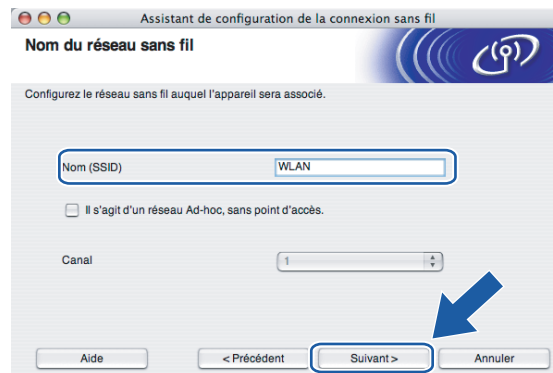 Assistant de configuration de la connexion sans fil
Nom du réseau sans fil
Configurez le réseau sans fil auquel l'appareil sera associé.
Nom (SSID) WLAN
Il s'agit d'un réseau Ad-hoc, sans point d'accès.
Canal 1
Aide < Précédent Suivant > Annuler